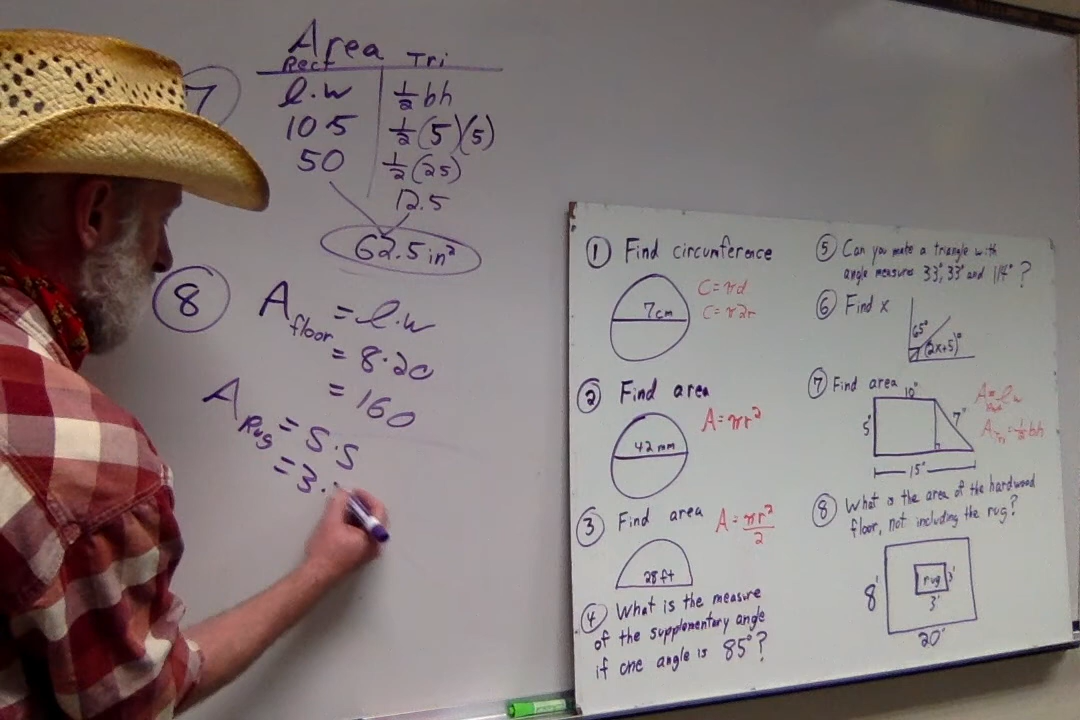 7
Area
Rect Tri
l·w ½bh
10·5 ½(5)(5)
50 ½(25)
12.5
62.5 in²
8
A floor = l·w
= 8·20
= 160
A Rug = s·s
= 3·
① Find circumference
7cm
C=πd
C=π2r
② Find area
42mm
A=πr²
③ Find area
A=πr²/2
28ft
④ What is the measure
of the supplementary angle
if one angle is 85°?
⑤ Can you make a triangle with
angle measures 33°, 33° and 114°?
⑥ Find x
65°
(2x+5)°
⑦ Find area
10"
5"
7"
15"
A Rect = l·w
A Tri = ½bh
⑧ What is the area of the hardwood
floor, not including the rug?
rug 3'
3'
8'
20'